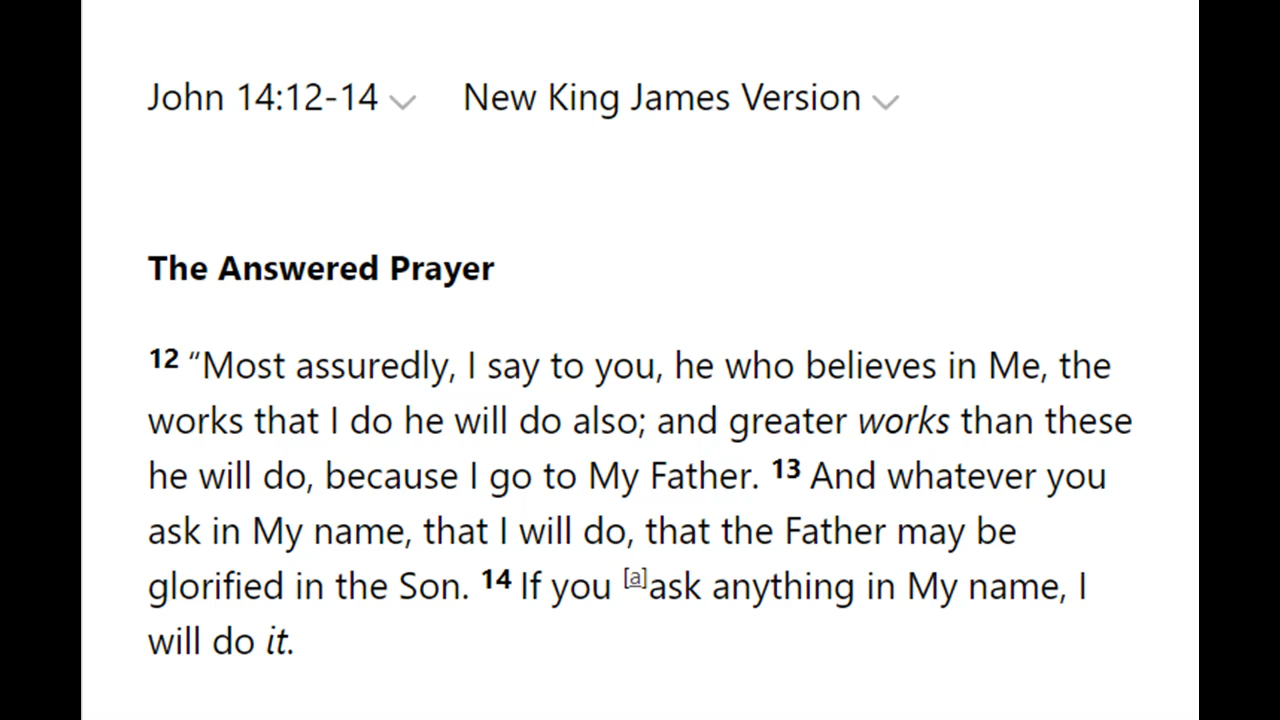 John 14:12-14 New King James Version
The Answered Prayer
12 “Most assuredly, I say to you, he who believes in Me, the
works that I do he will do also; and greater works than these
he will do, because I go to My Father. 13 And whatever you
ask in My name, that I will do, that the Father may be
glorified in the Son. 14 If you [a]ask anything in My name, I
will do it.